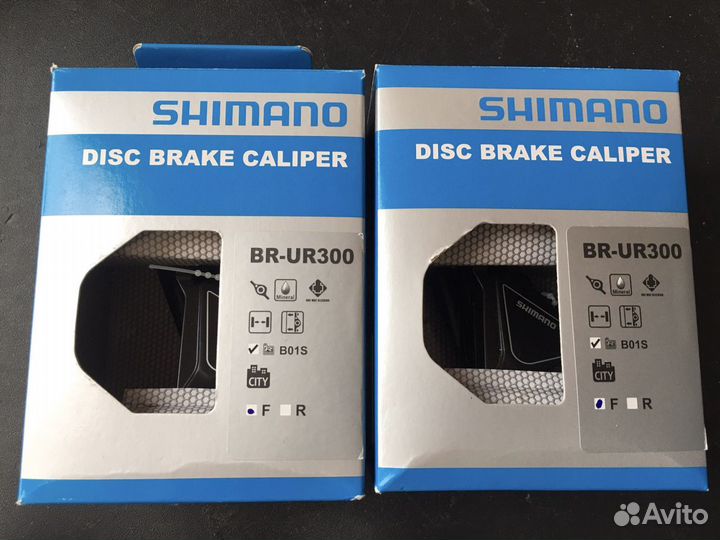 SHIMANO
DISC BRAKE CALIPER
BR-UR300
Mineral
B01S
CITY
F R
SHIMANO
DISC BRAKE CALIPER
BR-UR300
Mineral
SHIMANO
B01S
CITY
F R
Avito